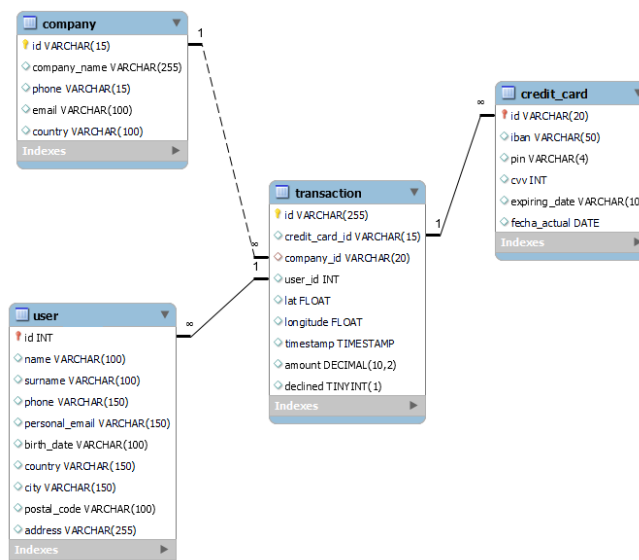 company
id VARCHAR(15)
company_name VARCHAR(255)
phone VARCHAR(15)
email VARCHAR(100)
country VARCHAR(100)
Indexes
1
∞
transaction
id VARCHAR(255)
credit_card_id VARCHAR(15)
company_id VARCHAR(20)
user_id INT
lat FLOAT
longitude FLOAT
timestamp TIMESTAMP
amount DECIMAL(10,2)
declined TINYINT(1)
Indexes
1
∞
1
∞
credit_card
id VARCHAR(20)
iban VARCHAR(50)
pin VARCHAR(4)
cvv INT
expiring_date VARCHAR(10
fecha_actual DATE
Indexes
user
id INT
name VARCHAR(100)
surname VARCHAR(100)
phone VARCHAR(150)
personal_email VARCHAR(150)
birth_date VARCHAR(100)
country VARCHAR(150)
city VARCHAR(150)
postal_code VARCHAR(100)
address VARCHAR(255)
Indexes